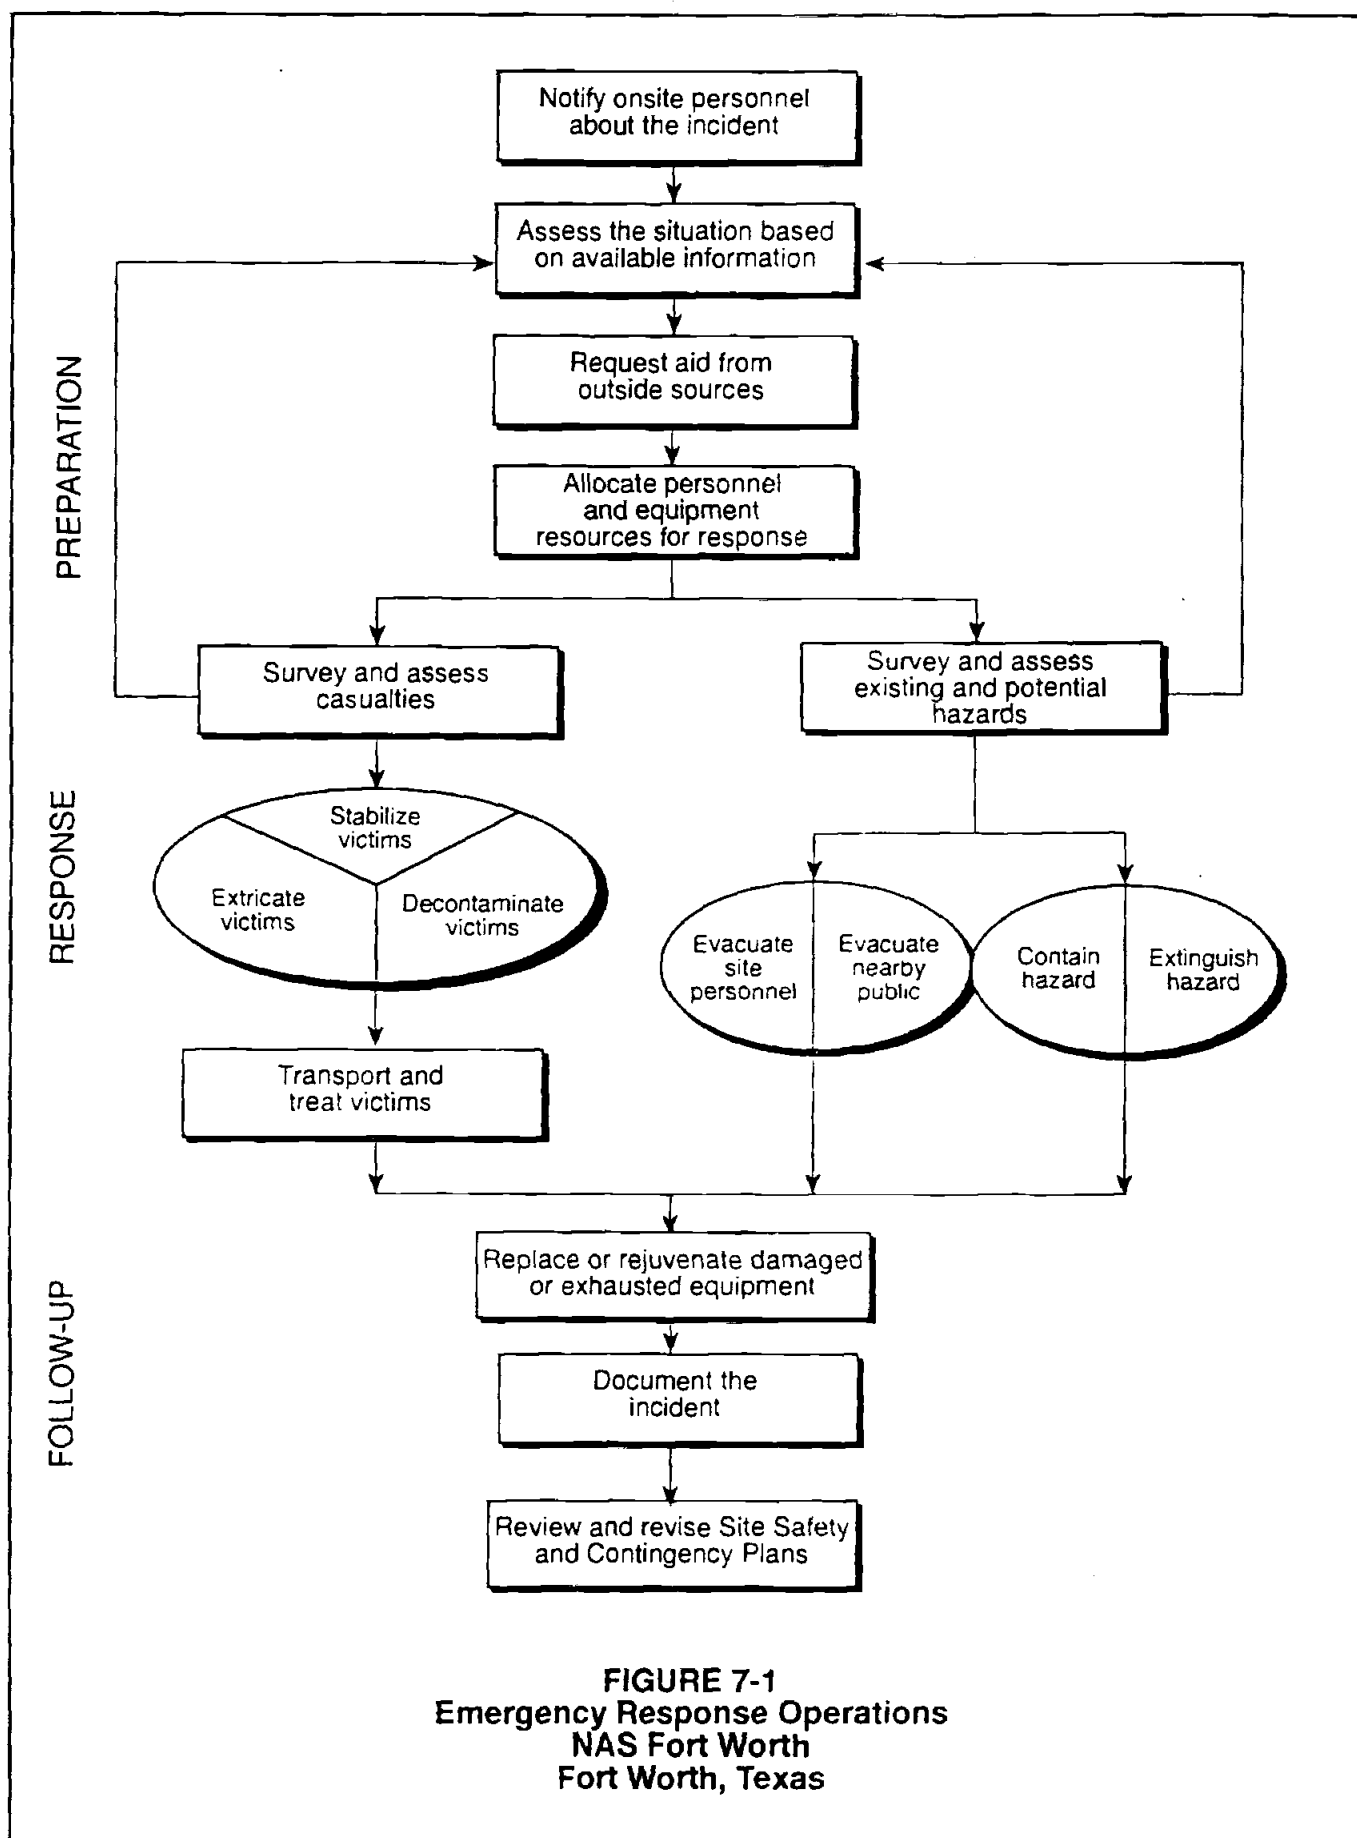 Notify onsite personnel
about the incident
Assess the situation based
on available information
Request aid from
outside sources
Allocate personnel
and equipment
resources for response
PREPARATION
Survey and assess
casualties
Survey and assess
existing and potential
hazards
RESPONSE
Stabilize
victims
Extricate
victims
Decontaminate
victims
Evacuate
site
personnel
Evacuate
nearby
public
Contain
hazard
Extinguish
hazard
Transport and
treat victims
FOLLOW-UP
Replace or rejuvenate damaged
or exhausted equipment
Document the
incident
Review and revise Site Safety
and Contingency Plans
FIGURE 7-1
Emergency Response Operations
NAS Fort Worth
Fort Worth, Texas